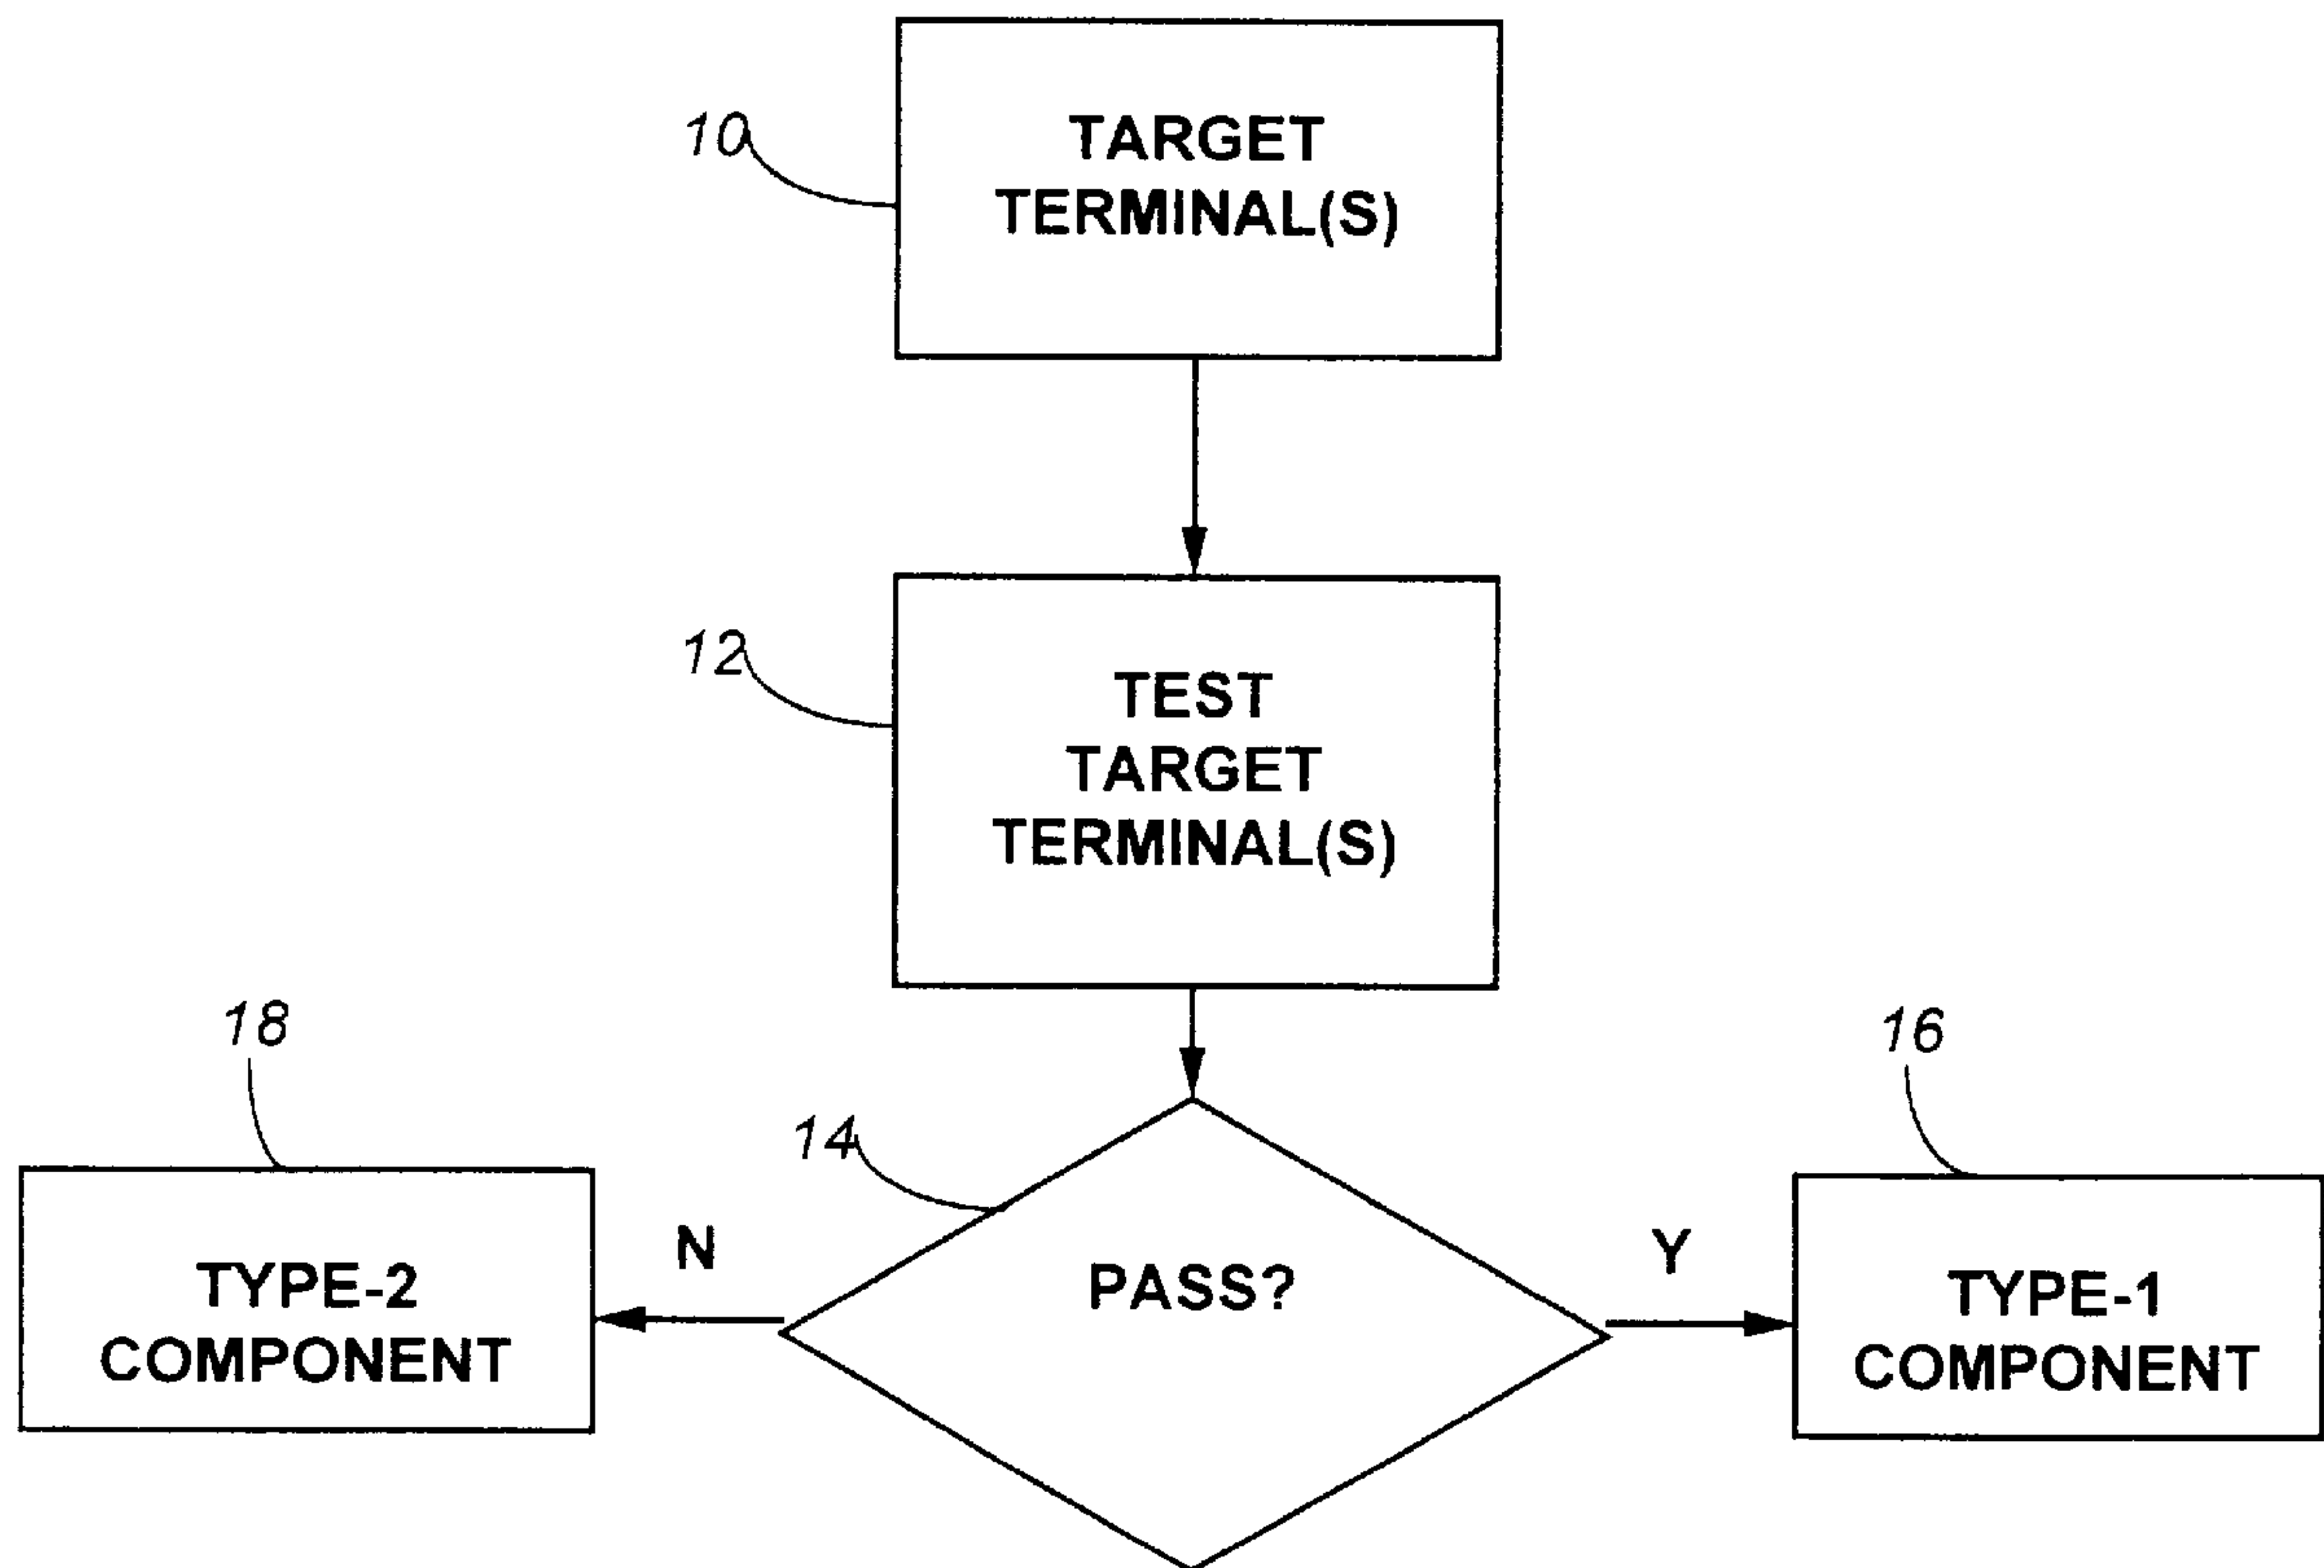 10
TARGET
TERMINAL(S)
12
TEST
TARGET
TERMINAL(S)
18
16
14
N
PASS?
Y
TYPE-2
COMPONENT
TYPE-1
COMPONENT